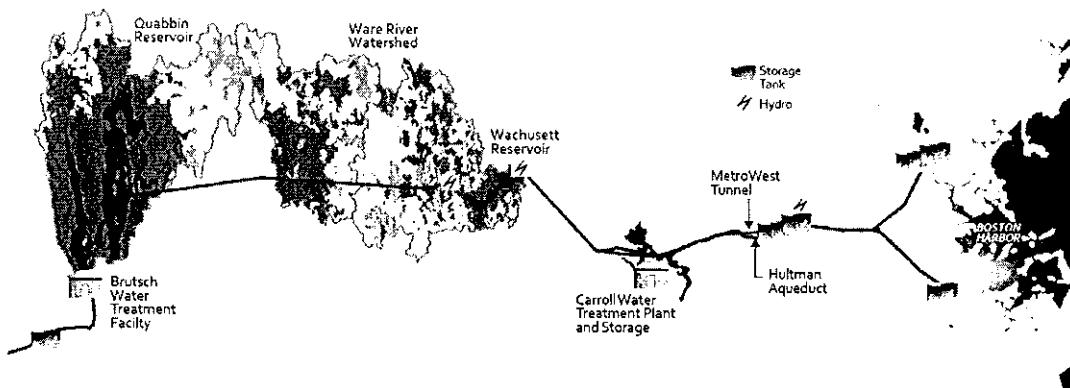 Quabbin
Reservoir
Ware River
Watershed
Storage
Tank
Hydro
Wachusett
Reservoir
MetroWest
Tunnel
BOSTON
HARBOR
Brutsch
Water
Treatment
Facilty
Carroll Water
Treatment Plant
and Storage
Hultman
Aqueduct